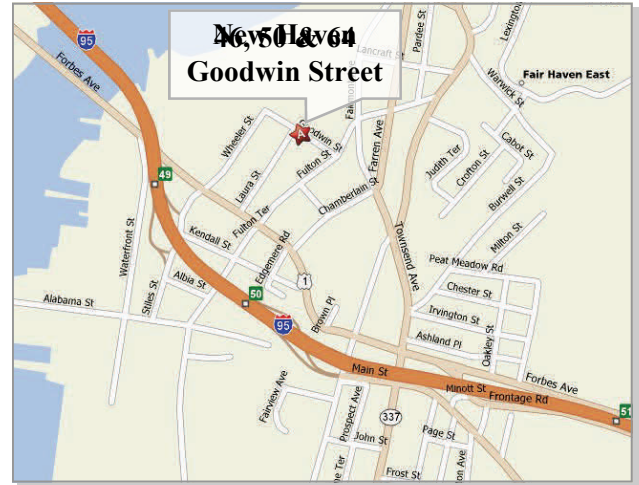 New Haven
46, 50 & 64
Goodwin Street
95
Forbes Ave
Lancraft St
Pardee St
Lexington
Fair Haven East
Warwick St
Fairmont
Wheeler St
A
Goodwin St
Farren Ave
Cabot St
Judith Ter
Crofton St
49
Laura St
Fulton St
Burwell St
Chamberlain St
Fulton Ter
Waterfront St
Kendall St
Edgemere Rd
Townsend Ave
Milton St
Peat Meadow Rd
1
Albia St
Stiles St
50
Chester St
Alabama St
95
Brown Pl
Irvington St
Ashland Pl
Oakley St
Main St
Forbes Ave
Minott St
Frontage Rd
Fairview Ave
Prospect Ave
337
51
John St
Page St
Frost St